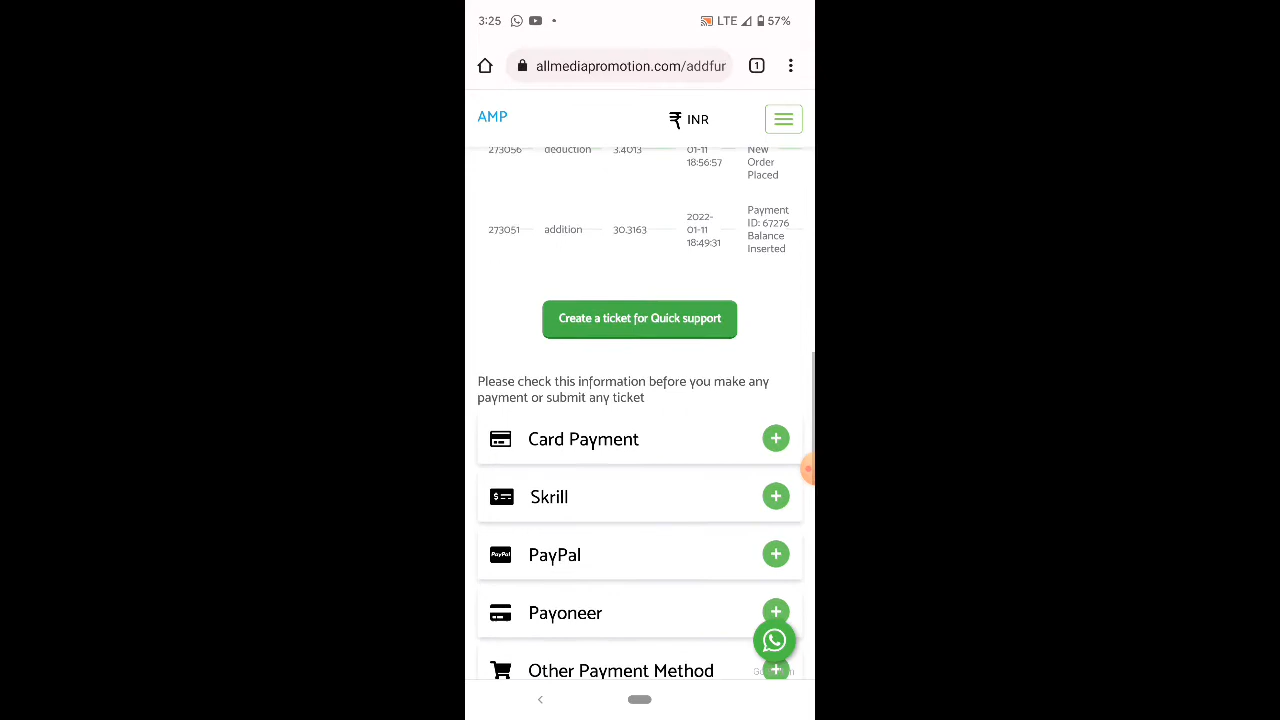 3:25 LTE 57%
allmediapromotion.com/addfur
1
AMP
₹ INR
273056 deduction 3.4013 01-11 18:56:57 New Order Placed
273051 addition 30.3163 2022-01-11 18:49:31 Payment ID: 67276 Balance Inserted
Create a ticket for Quick support
Please check this information before you make any
payment or submit any ticket
Card Payment
Skrill
PayPal
PayPal
Payoneer
Other Payment Method